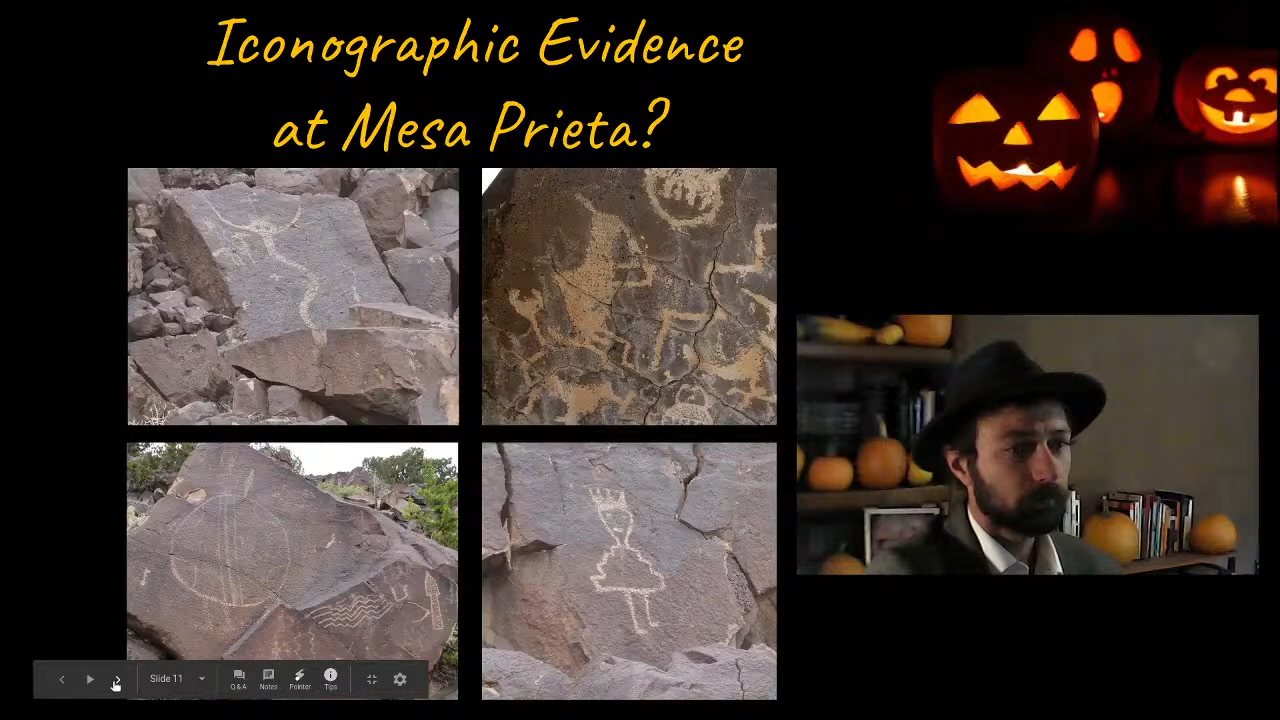 Iconographic Evidence
at Mesa Prieta?
Slide 11
Q&A
Notes
Pointer
Tips